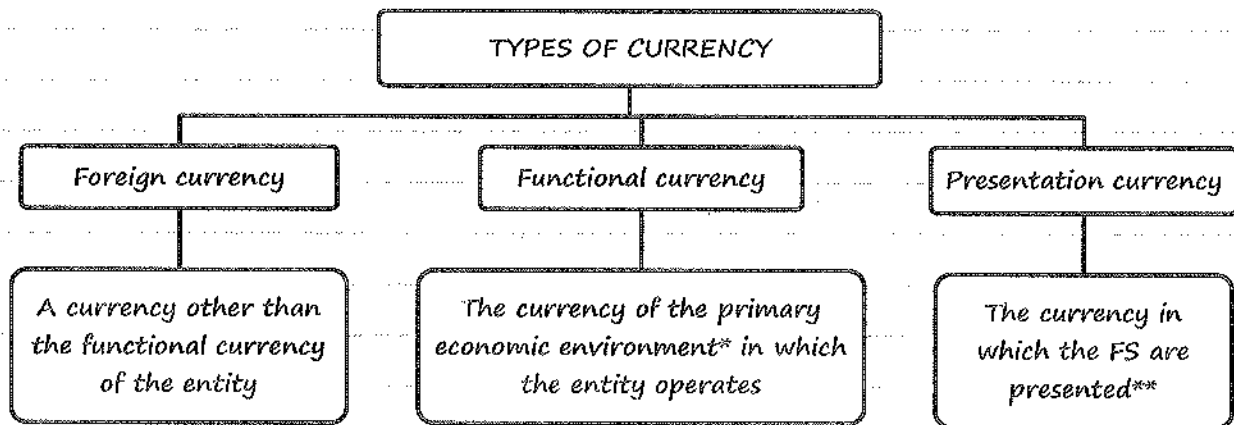 TYPES OF CURRENCY
Foreign currency
Functional currency
Presentation currency
A currency other than
the functional currency
of the entity
The currency of the primary
economic environment* in which
the entity operates
The currency in
which the FS are
presented**